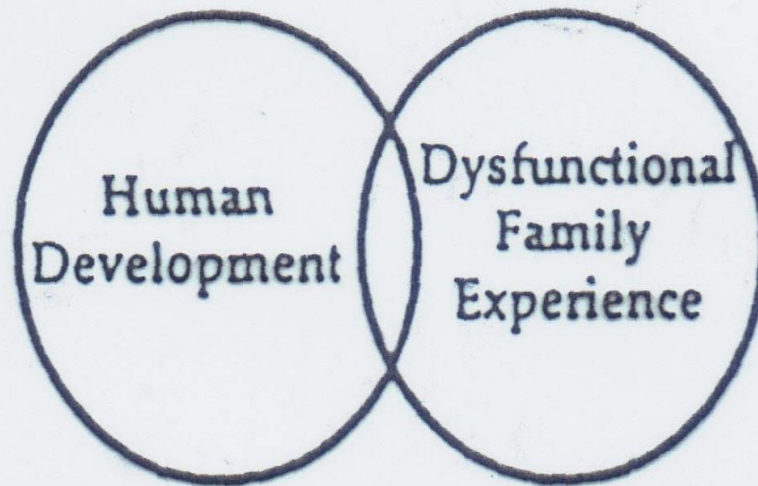 Human
Development
Dysfunctional
Family
Experience